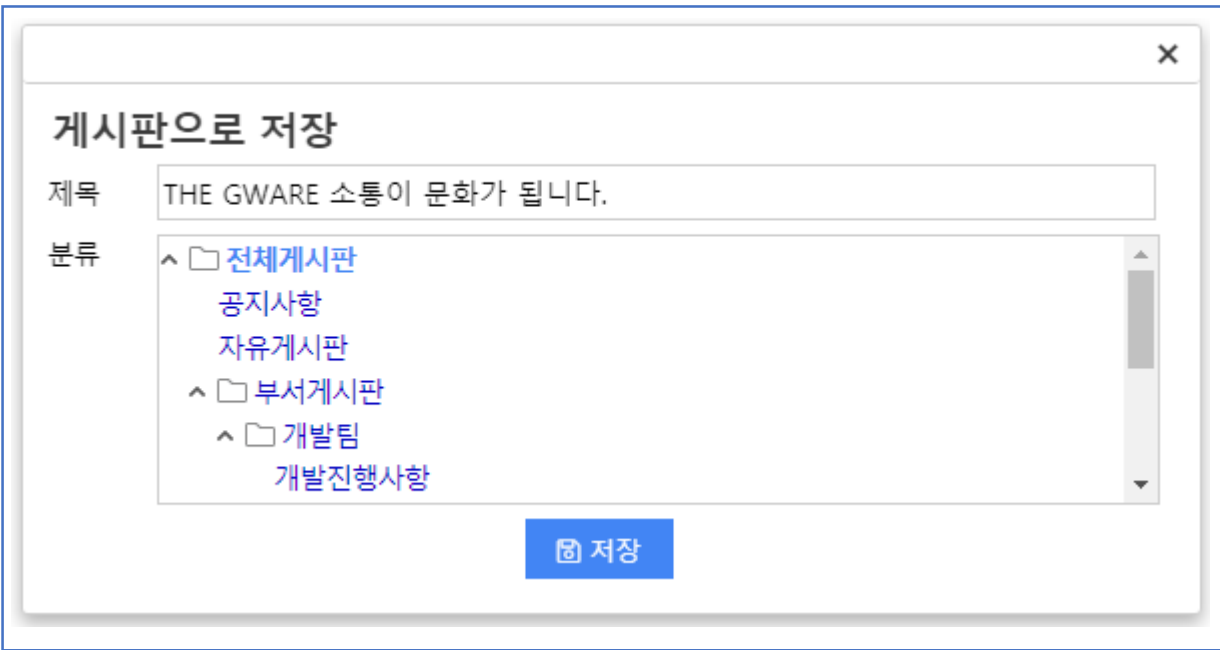 게시판으로 저장
제목 THE GWARE 소통이 문화가 됩니다.
분류 전체게시판
공지사항
자유게시판
부서게시판
개발팀
개발진행사항
저장